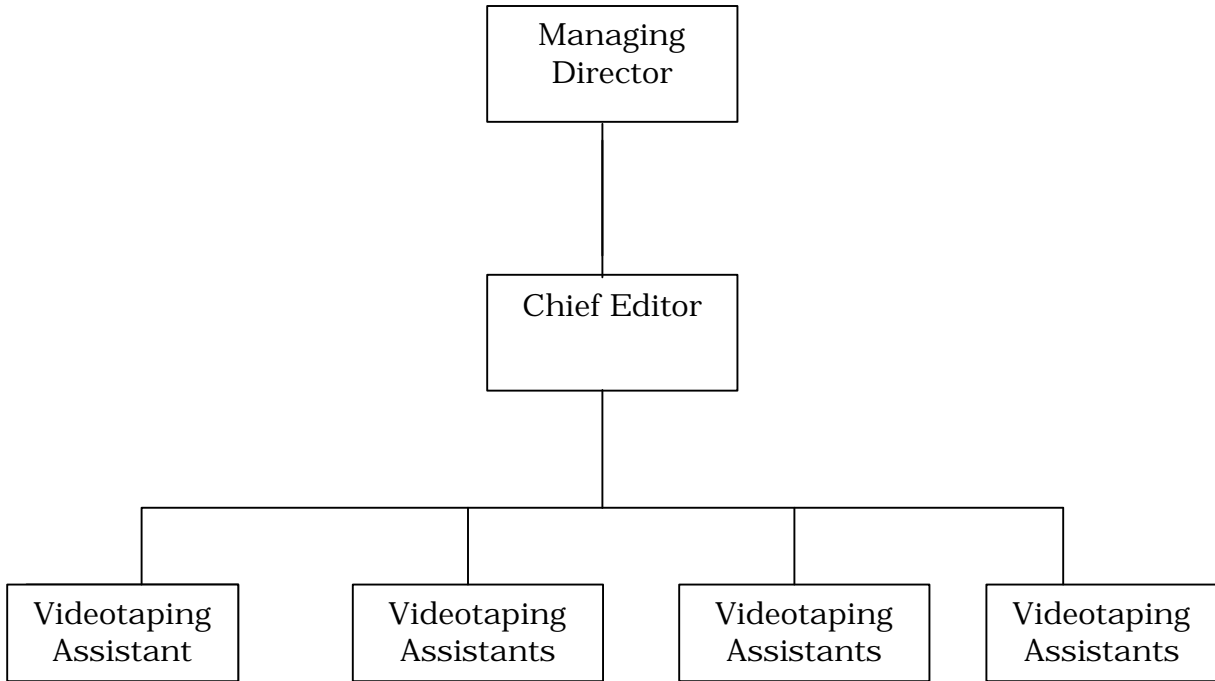 Managing
Director
Chief Editor
Videotaping
Assistant
Videotaping
Assistants
Videotaping
Assistants
Videotaping
Assistants